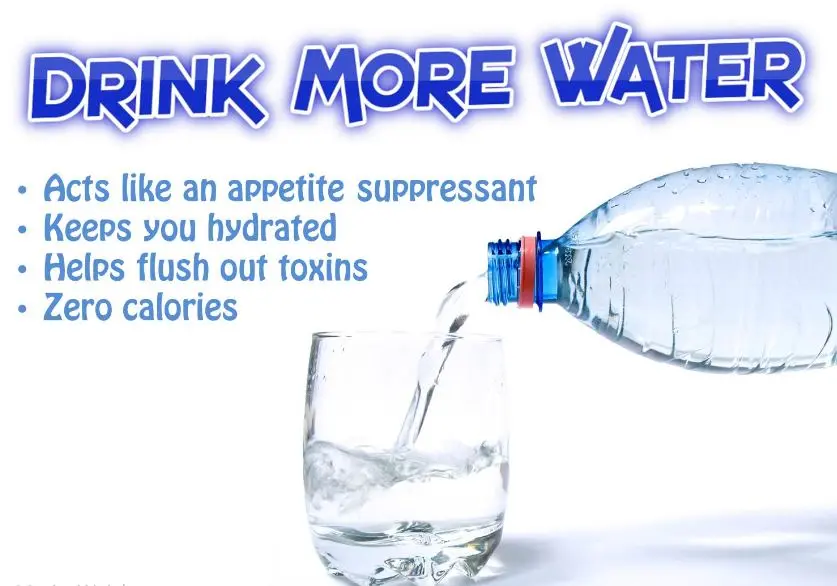 DRINK MORE WATER
• Acts like an appetite suppressant
• Keeps you hydrated
• Helps flush out toxins
• Zero calories